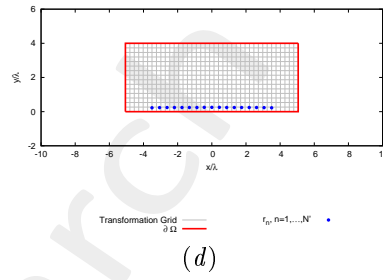 6
4
y/λ
2
0
-2
-10 -8 -6 -4 -2 0 2 4 6 8 1
x/λ
Transformation Grid
r_n, n=1,...,N'
∂ Ω
(d)